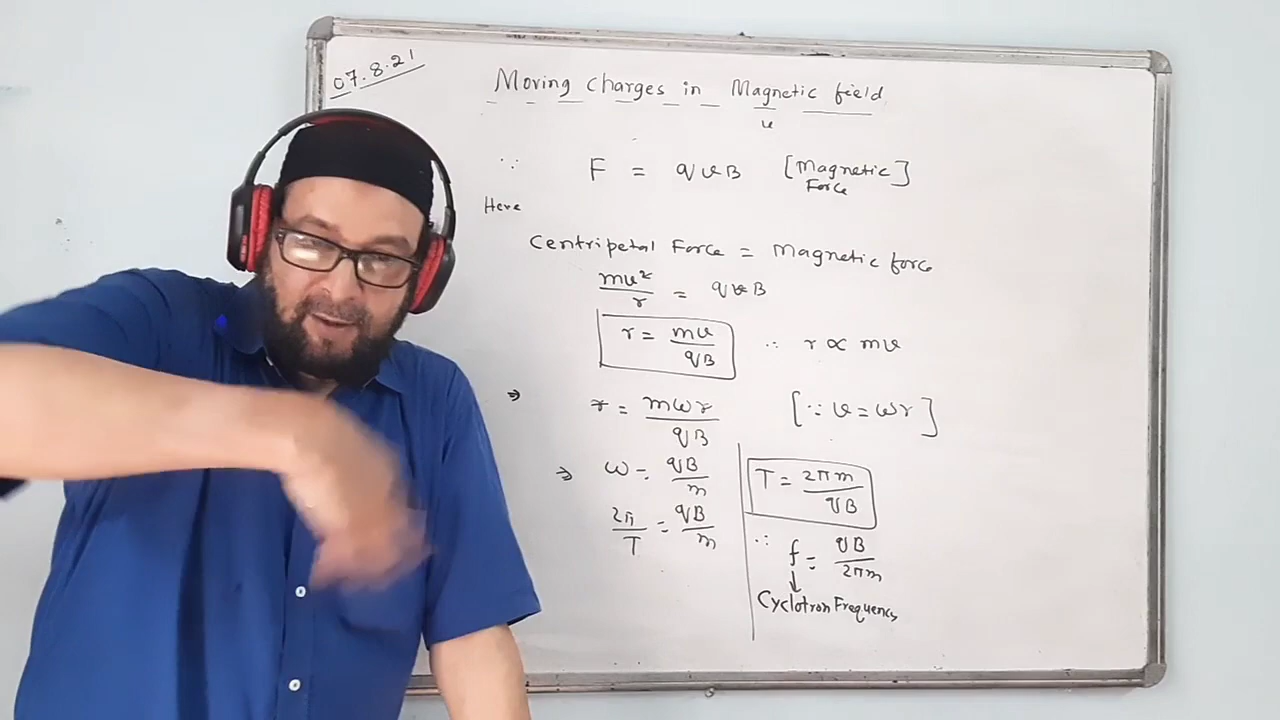 07.8.21
Moving Charges in Magnetic field
∵ F = qvB [Magnetic Force]
Here
Centripetal Force = Magnetic force
mv²/r = qvB
r = mv/qB ∴ r ∝ mv
⇒ r = mωr/qB [∵ v = ωr]
⇒ ω = qB/m
2π/T = qB/m
T = 2πm/qB
∴ f = qB/2πm
Cyclotron Frequency